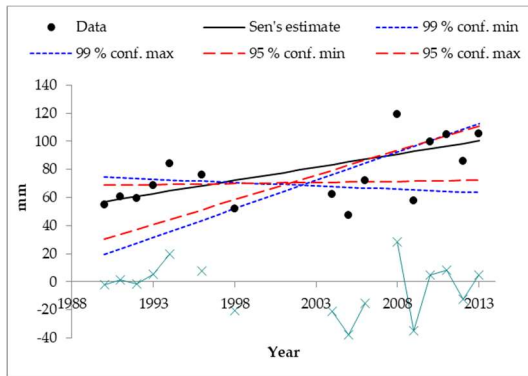 Data Sen's estimate 99 % conf. min
99 % conf. max 95 % conf. min 95 % conf. max
140
120
100
80
60
40
20
0
-20
-40
mm
1988 1993 1998 2004 2008 2013
Year